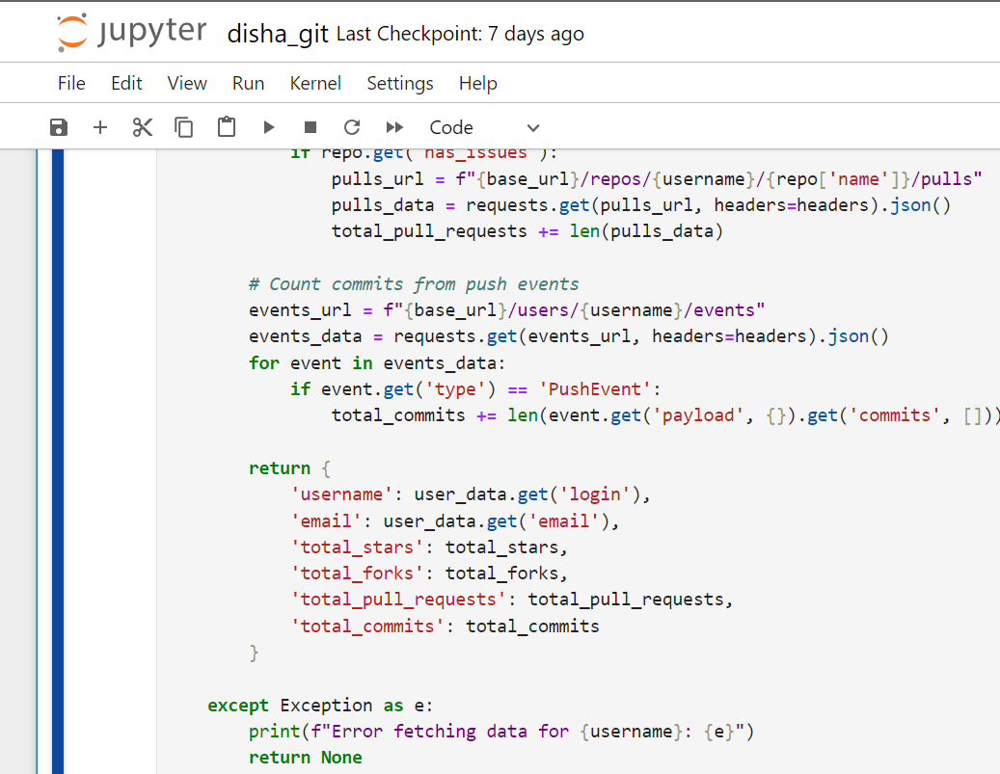 jupyter disha_git Last Checkpoint: 7 days ago
File Edit View Run Kernel Settings Help
Code
if repo.get('has_issues'):
pulls_url = f"{base_url}/repos/{username}/{repo['name']}/pulls"
pulls_data = requests.get(pulls_url, headers=headers).json()
total_pull_requests += len(pulls_data)
# Count commits from push events
events_url = f"{base_url}/users/{username}/events"
events_data = requests.get(events_url, headers=headers).json()
for event in events_data:
if event.get('type') == 'PushEvent':
total_commits += len(event.get('payload', {}).get('commits', []))
return {
'username': user_data.get('login'),
'email': user_data.get('email'),
'total_stars': total_stars,
'total_forks': total_forks,
'total_pull_requests': total_pull_requests,
'total_commits': total_commits
}
except Exception as e:
print(f"Error fetching data for {username}: {e}")
return None